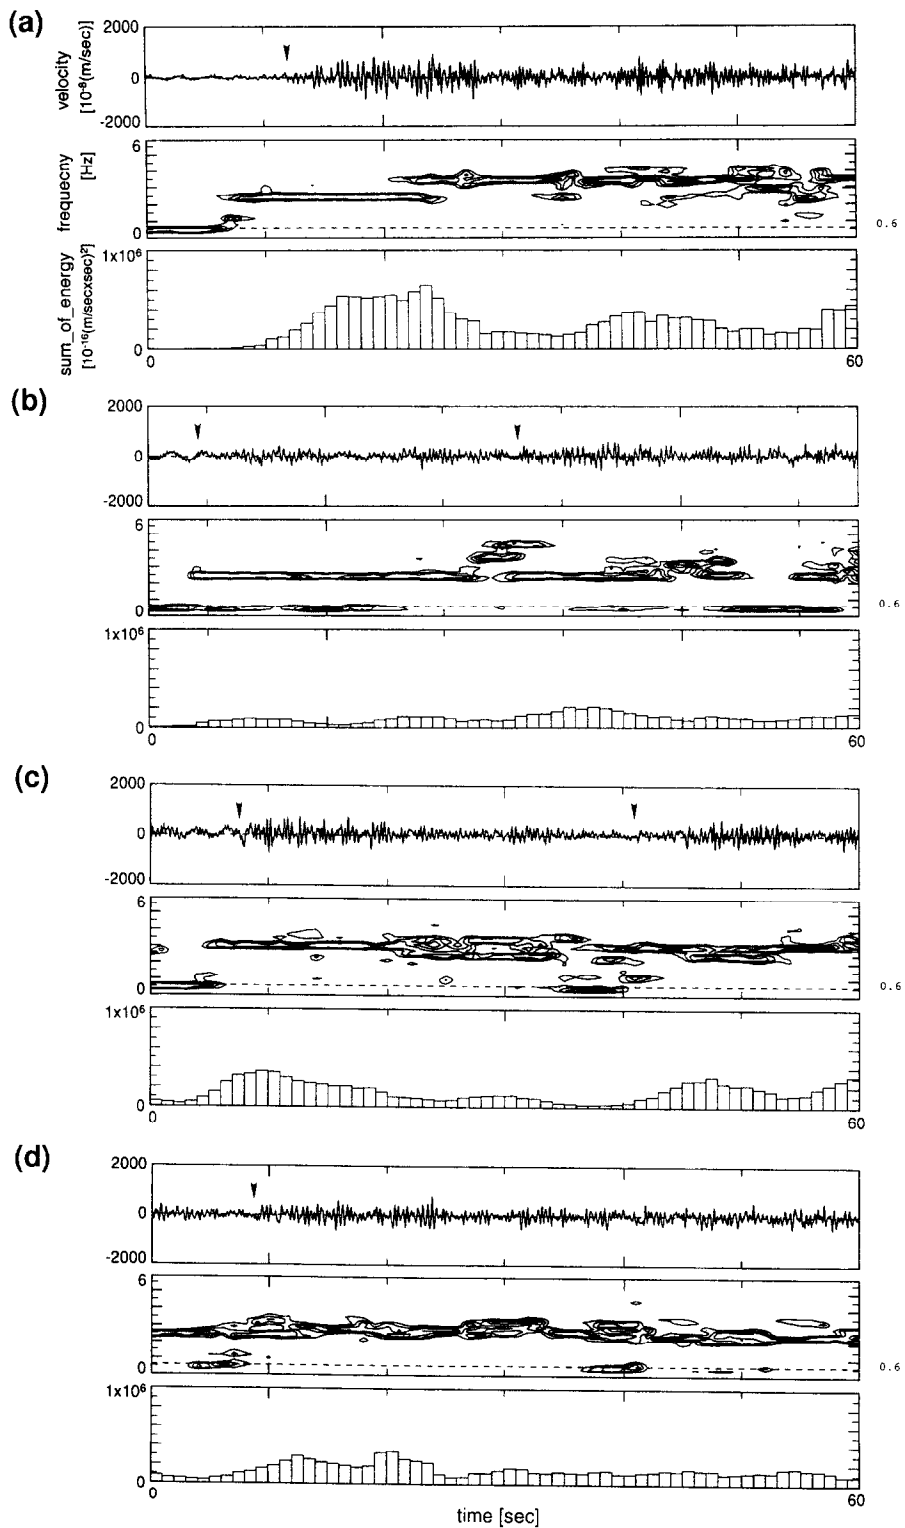 (a)
2000
0
-2000
velocity
[10-8(m/sec)]
6
0
frequecny
[Hz]
0.6
1x106
0
sum_of_energy
[10-16(m/secxsec)2]
0
60
(b)
2000
0
-2000
6
0
0.6
1x106
0
0
60
(c)
2000
0
-2000
6
0
0.6
1x106
0
0
60
(d)
2000
0
-2000
6
0
0.6
1x106
0
0
60
time [sec]